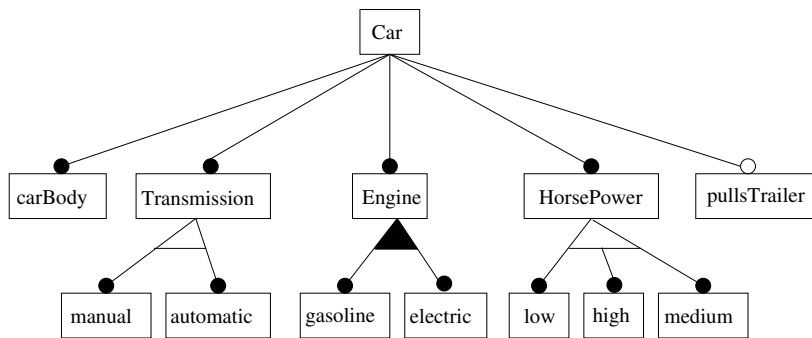 Car
carBody Transmission Engine HorsePower pullsTrailer
manual automatic gasoline electric low high medium